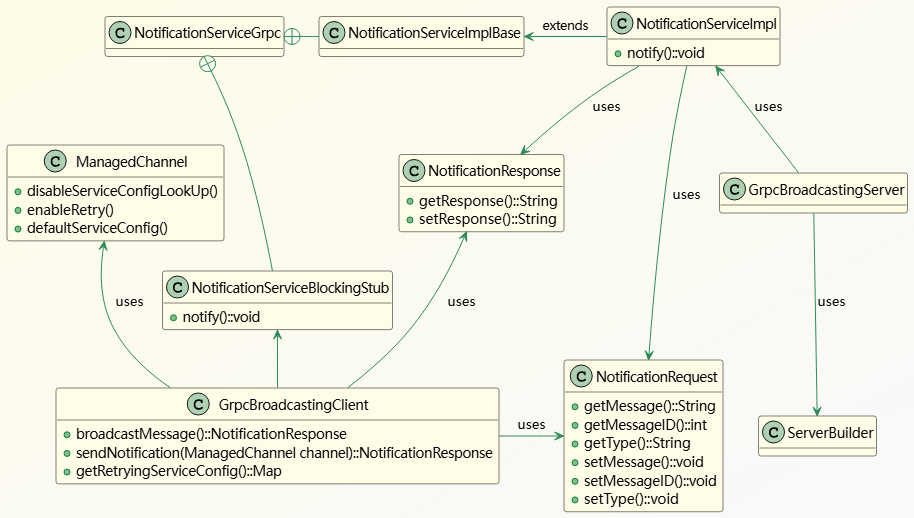 C NotificationServiceGrpc
C NotificationServiceImplBase
extends
C NotificationServiceImpl
notify()::void
uses
uses
uses
C ManagedChannel
disableServiceConfigLookUp()
enableRetry()
defaultServiceConfig()
C NotificationResponse
getResponse()::String
setResponse()::String
C GrpcBroadcastingServer
C NotificationServiceBlockingStub
notify()::void
uses
uses
uses
C GrpcBroadcastingClient
broadcastMessage()::NotificationResponse
sendNotification(ManagedChannel channel)::NotificationResponse
getRetryingServiceConfig()::Map
uses
C NotificationRequest
getMessage()::String
getMessageID()::int
getType()::String
setMessage()::void
setMessageID()::void
setType()::void
C ServerBuilder